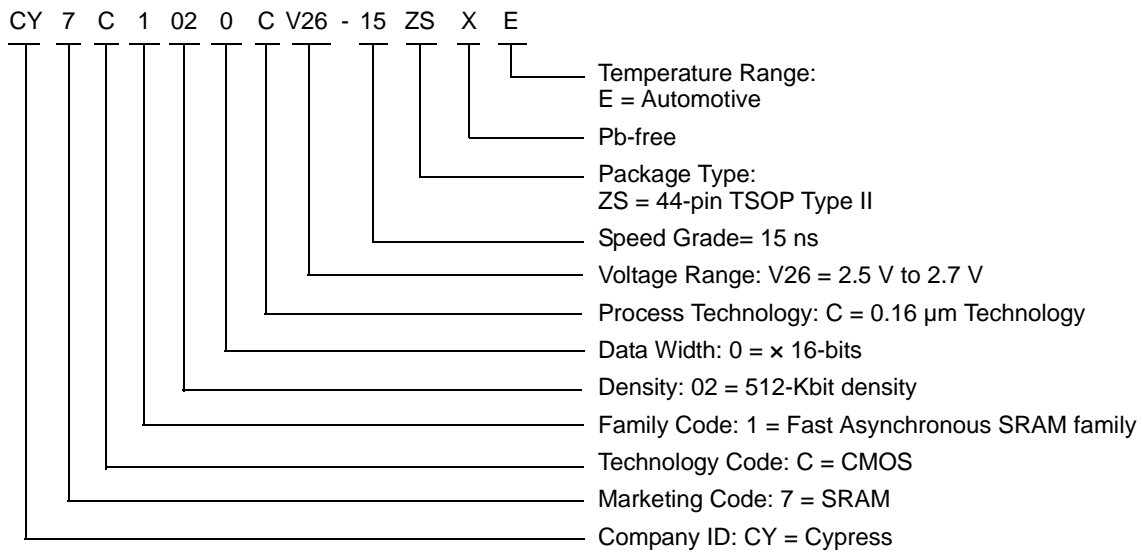 CY 7 C 1 02 0 C V26 - 15 ZS X E
Temperature Range:
E = Automotive
Pb-free
Package Type:
ZS = 44-pin TSOP Type II
Speed Grade= 15 ns
Voltage Range: V26 = 2.5 V to 2.7 V
Process Technology: C = 0.16 µm Technology
Data Width: 0 = × 16-bits
Density: 02 = 512-Kbit density
Family Code: 1 = Fast Asynchronous SRAM family
Technology Code: C = CMOS
Marketing Code: 7 = SRAM
Company ID: CY = Cypress